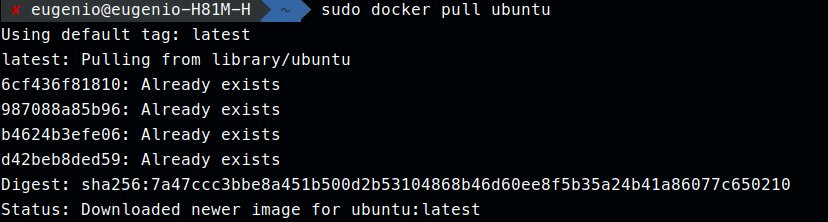 ✘ eugenio@eugenio-H81M-H ~ sudo docker pull ubuntu
Using default tag: latest
latest: Pulling from library/ubuntu
6cf436f81810: Already exists
987088a85b96: Already exists
b4624b3efe06: Already exists
d42beb8ded59: Already exists
Digest: sha256:7a47ccc3bbe8a451b500d2b53104868b46d60ee8f5b35a24b41a86077c650210
Status: Downloaded newer image for ubuntu:latest